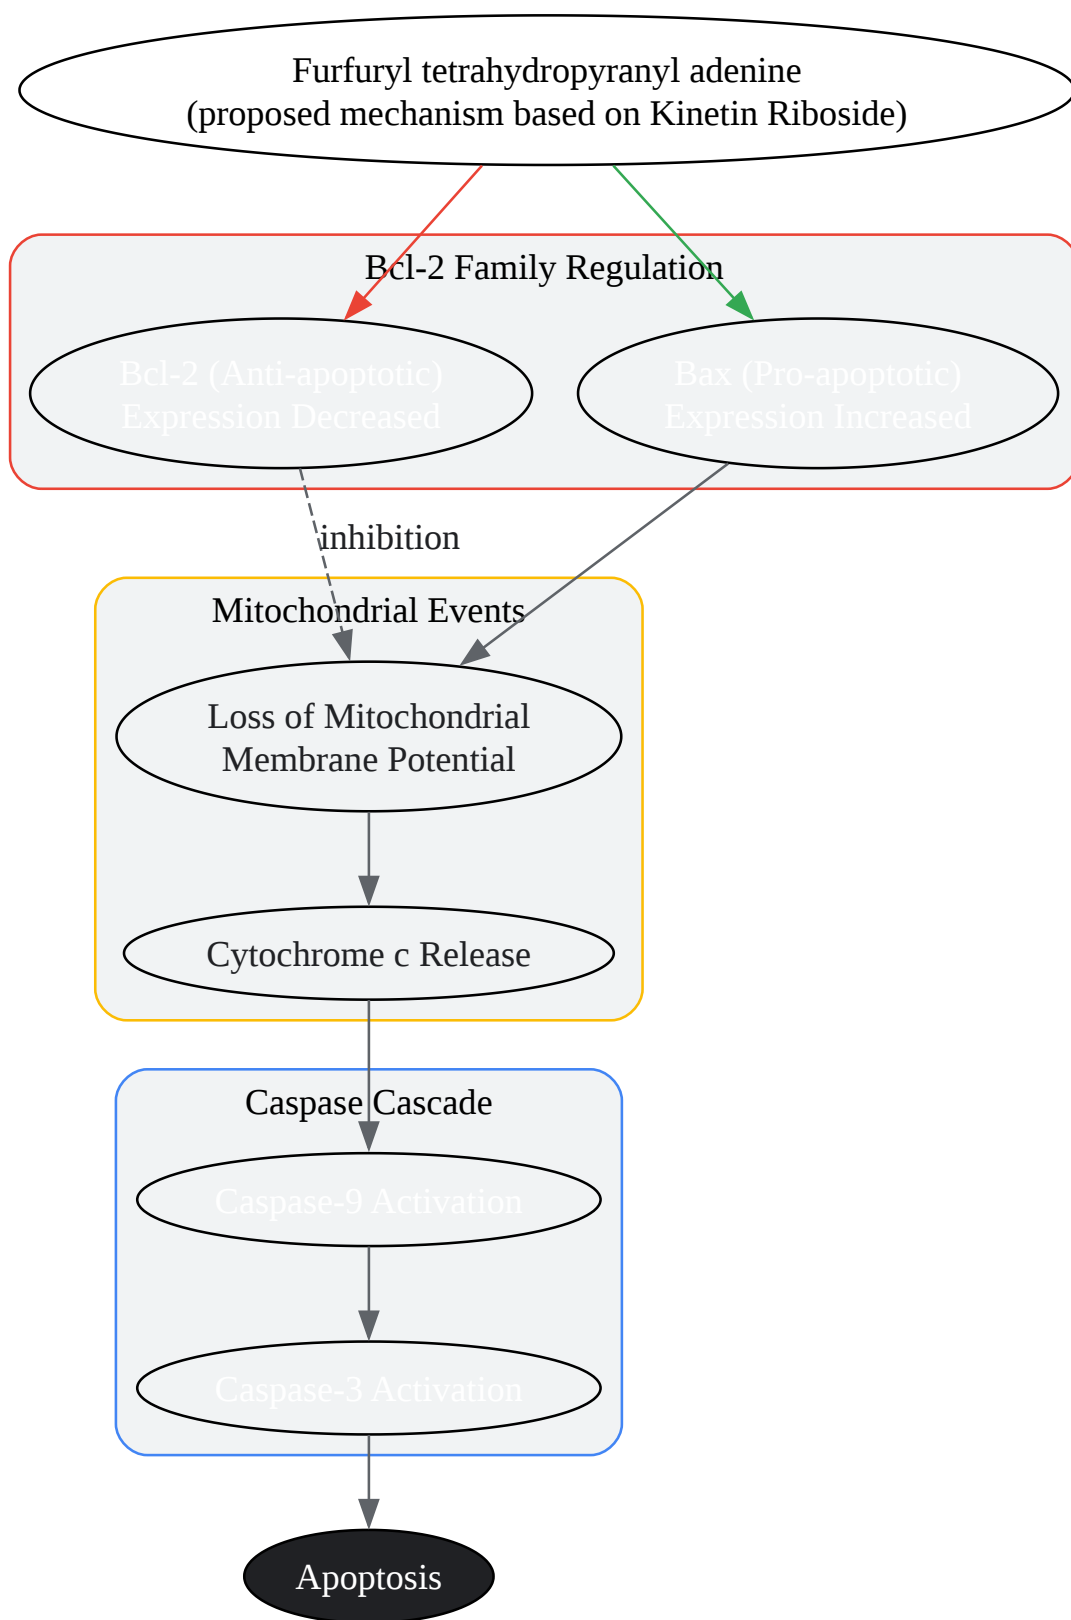 Furfuryl tetrahydropyranyl adenine
(proposed mechanism based on Kinetin Riboside)
Bcl-2 Family Regulation
Bcl-2 (Anti-apoptotic)
Expression Decreased
Bax (Pro-apoptotic)
Expression Increased
inhibition
Mitochondrial Events
Loss of Mitochondrial
Membrane Potential
Cytochrome c Release
Caspase Cascade
Caspase-9 Activation
Caspase-3 Activation
Apoptosis